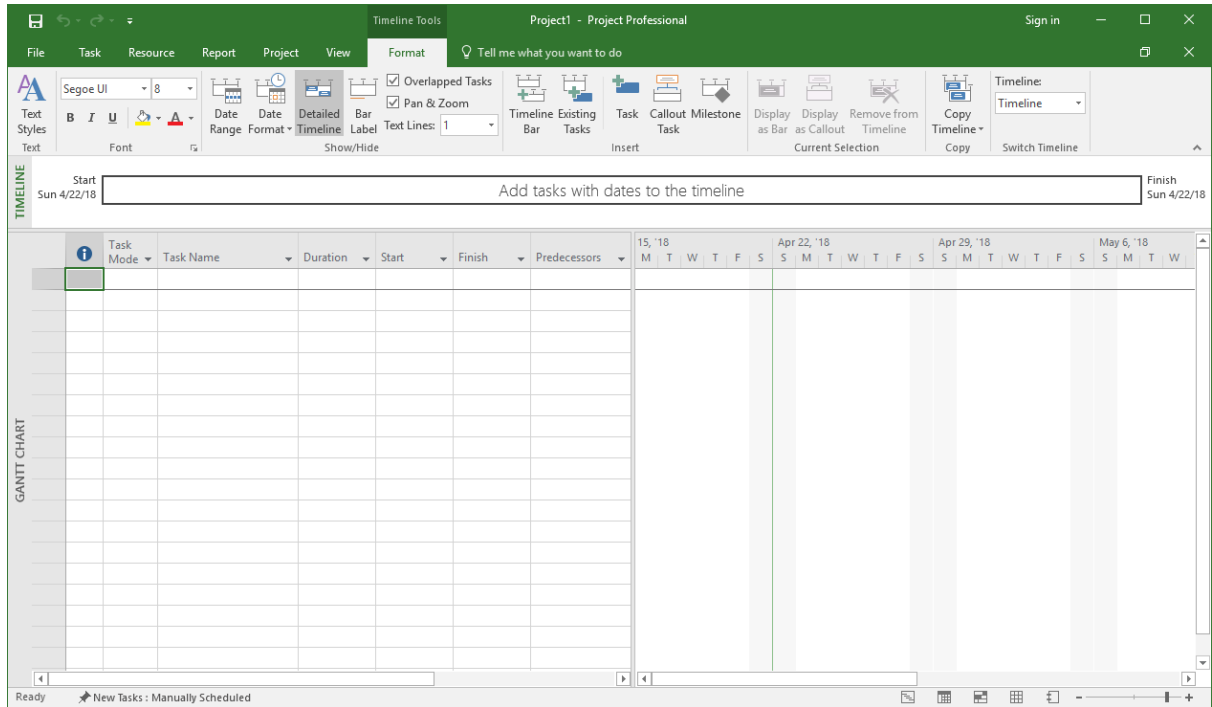 Timeline Tools Project1 - Project Professional Sign in
File Task Resource Report Project View Format Tell me what you want to do
Segoe UI 8
Overlapped Tasks
Pan & Zoom
Text Lines: 1
Text Styles
B I U A
Date Range
Date Format
Detailed Timeline
Bar Label
Timeline Bar
Existing Tasks
Task
Callout Task
Milestone
Display as Bar
Display as Callout
Remove from Timeline
Copy Timeline
Timeline:
Timeline
Text Font Show/Hide Insert Current Selection Copy Switch Timeline
TIMELINE
Start
Sun 4/22/18
Add tasks with dates to the timeline
Finish
Sun 4/22/18
Task Mode
Task Name Duration Start Finish Predecessors
15, '18 Apr 22, '18 Apr 29, '18 May 6, '18
M T W T F S S M T W T F S S M T W T F S S M T W
GANTT CHART
Ready New Tasks : Manually Scheduled